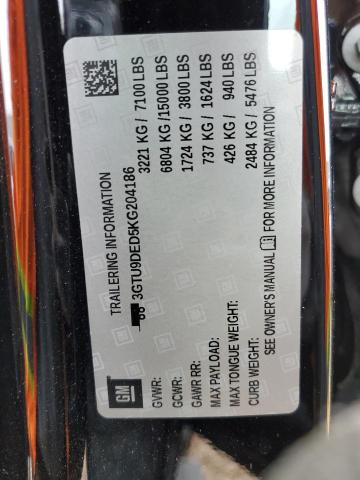 TRAILERING INFORMATION
3GTU9DED5KG204186
GVWR: 3221 KG / 7100 LBS
GCWR: 6804 KG /15000 LBS
GAWR RR: 1724 KG / 3800 LBS
MAX PAYLOAD: 737 KG / 1624 LBS
MAX TONGUE WEIGHT: 426 KG / 940 LBS
CURB WEIGHT: 2484 KG / 5476 LBS
SEE OWNER'S MANUAL FOR MORE INFORMATION
GM